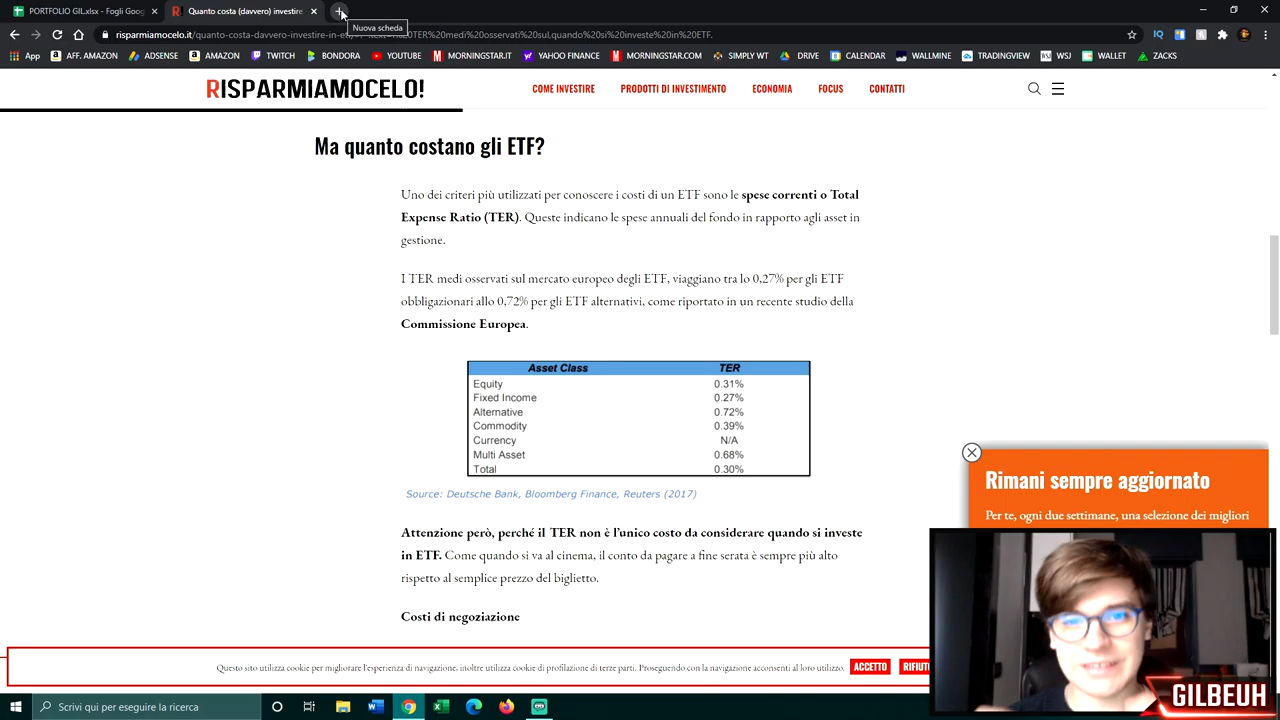 PORTFOLIO GIL.xlsx - Fogli Goog
Quanto costa (davvero) investire
Nuova scheda
risparmiamocelo.it/quanto-costa-davvero-investire-in-etf/
App AFF. AMAZON ADSENSE AMAZON TWITCH BONDORA YOUTUBE MORNINGSTAR.IT YAHOO FINANCE MORNINGSTAR.COM SIMPLY WT DRIVE CALENDAR WALLMINE TRADINGVIEW WSJ ZACKS
RISPARMIAMOCELO!
COME INVESTIRE PRODOTTI DI INVESTIMENTO ECONOMIA FOCUS CONTATTI
Ma quanto costano gli ETF?
Uno dei criteri più utilizzati per conoscere i costi di un ETF sono le spese correnti o Total
Expense Ratio (TER). Queste indicano le spese annuali del fondo in rapporto agli asset in
gestione.
I TER medi osservati sul mercato europeo degli ETF, viaggiano tra lo 0,27% per gli ETF
obbligazionari allo 0,72% per gli ETF alternativi, come riportato in un recente studio della
Commissione Europea.
Asset Class TER
Equity 0.31%
Fixed Income 0.27%
Alternative 0.72%
Commodity 0.39%
Currency N/A
Multi Asset 0.68%
Total 0.30%
Source: Deutsche Bank, Bloomberg Finance, Reuters (2017)
Attenzione però, perché il TER non è l'unico costo da considerare quando si investe
in ETF. Come quando si va al cinema, il conto da pagare a fine serata è sempre più alto
rispetto al semplice prezzo del biglietto.
Costi di negoziazione
Rimani sempre aggiornato
Per te, ogni due settimane, una selezione dei migliori
Questo sito utilizza cookie per migliorare l'esperienza di navigazione, inoltre utilizza cookie di profilazione di terze parti. Proseguendo con la navigazione acconsenti al loro utilizzo. ACCETTO RIFIUTO
GILBEUH
Scrivi qui per eseguire la ricerca